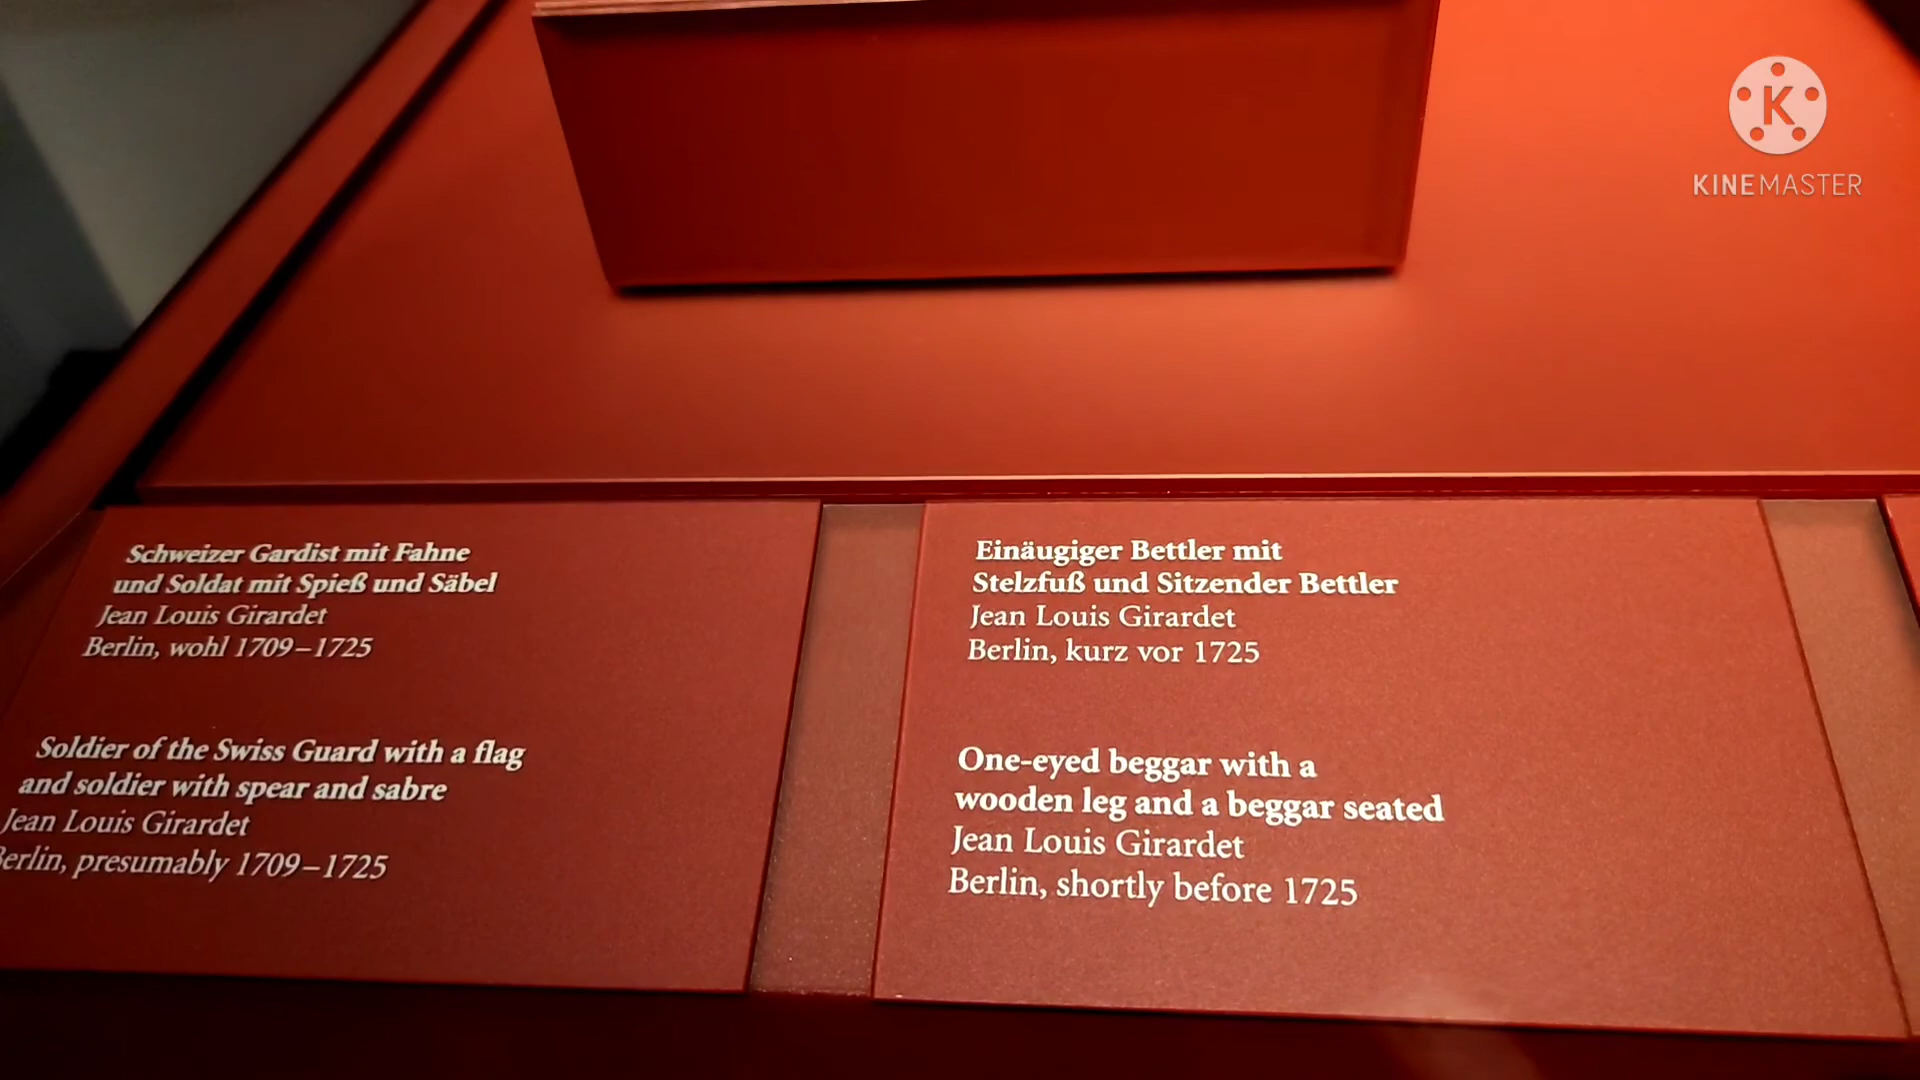 KINEMASTER
Schweizer Gardist mit Fahne
und Soldat mit Spieß und Säbel
Jean Louis Girardet
Berlin, wohl 1709–1725
Soldier of the Swiss Guard with a flag
and soldier with spear and sabre
Jean Louis Girardet
Berlin, presumably 1709–1725
Einäugiger Bettler mit
Stelzfuß und Sitzender Bettler
Jean Louis Girardet
Berlin, kurz vor 1725
One-eyed beggar with a
wooden leg and a beggar seated
Jean Louis Girardet
Berlin, shortly before 1725